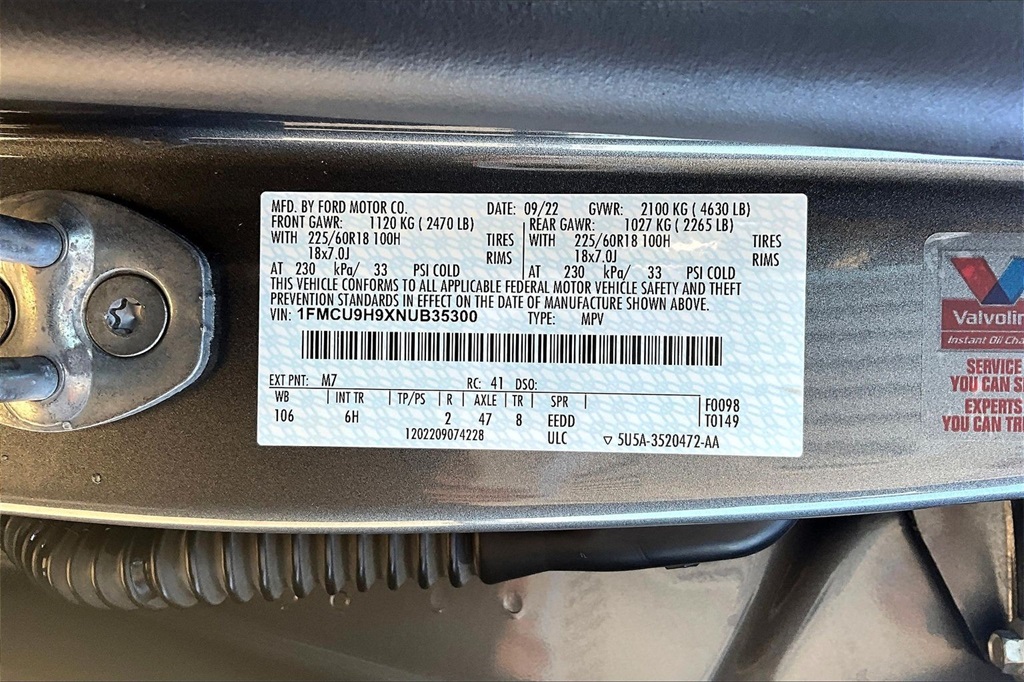 MFD. BY FORD MOTOR CO. DATE: 09/22 GVWR: 2100 KG ( 4630 LB)
FRONT GAWR: 1120 KG ( 2470 LB) REAR GAWR: 1027 KG ( 2265 LB)
WITH 225/60R18 100H TIRES WITH 225/60R18 100H TIRES
18x7.0J RIMS 18x7.0J RIMS
AT 230 kPa/ 33 PSI COLD AT 230 kPa/ 33 PSI COLD
THIS VEHICLE CONFORMS TO ALL APPLICABLE FEDERAL MOTOR VEHICLE SAFETY AND THEFT
PREVENTION STANDARDS IN EFFECT ON THE DATE OF MANUFACTURE SHOWN ABOVE.
VIN: 1FMCU9H9XNUB35300 TYPE: MPV
EXT PNT: M7 RC: 41 DSO:
WB INT TR TP/PS R AXLE TR SPR F0098
106 6H 2 47 8 EEDD T0149
1202209074228 ULC 5U5A-3520472-AA
Instant Oil
SERVICE
YOU CAN
EXPERTS
YOU CAN